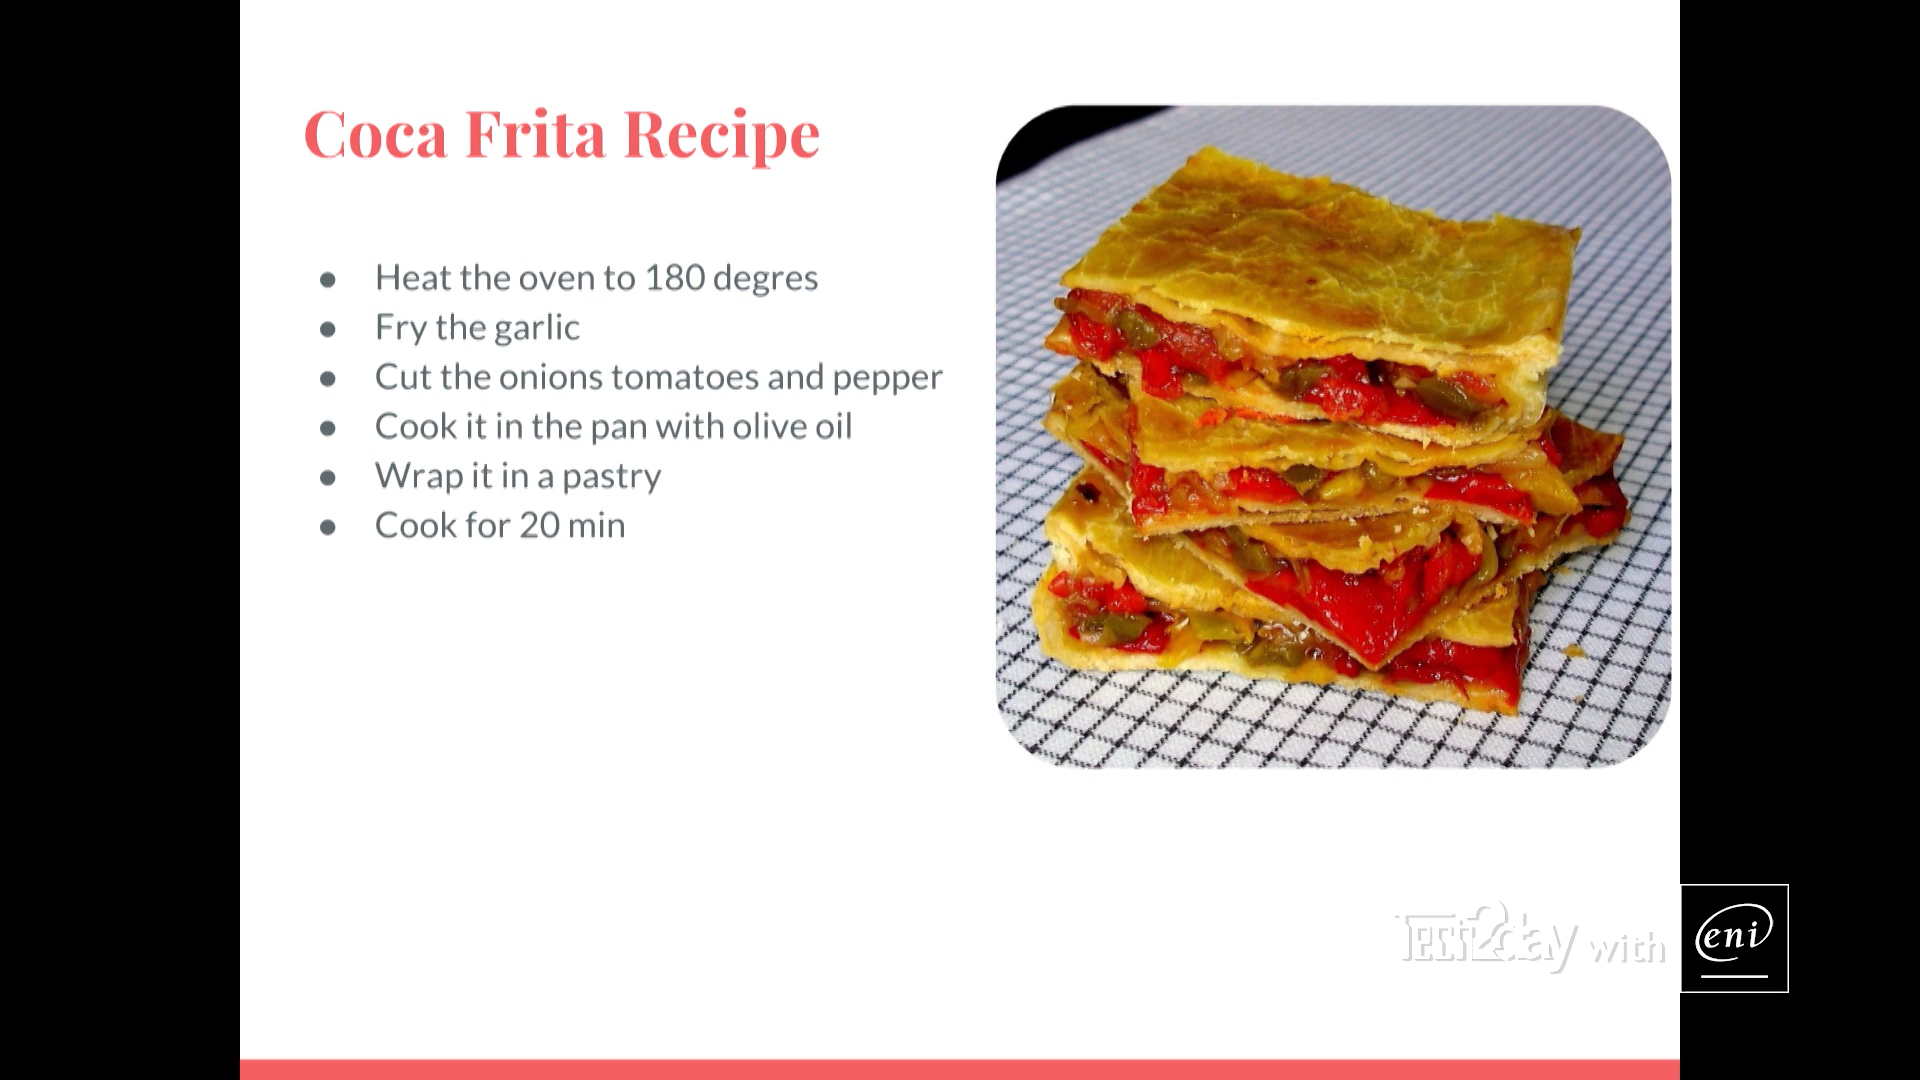 Coca Frita Recipe
● Heat the oven to 180 degres
● Fry the garlic
● Cut the onions tomatoes and pepper
● Cook it in the pan with olive oil
● Wrap it in a pastry
● Cook for 20 min
Tech2day with
eni